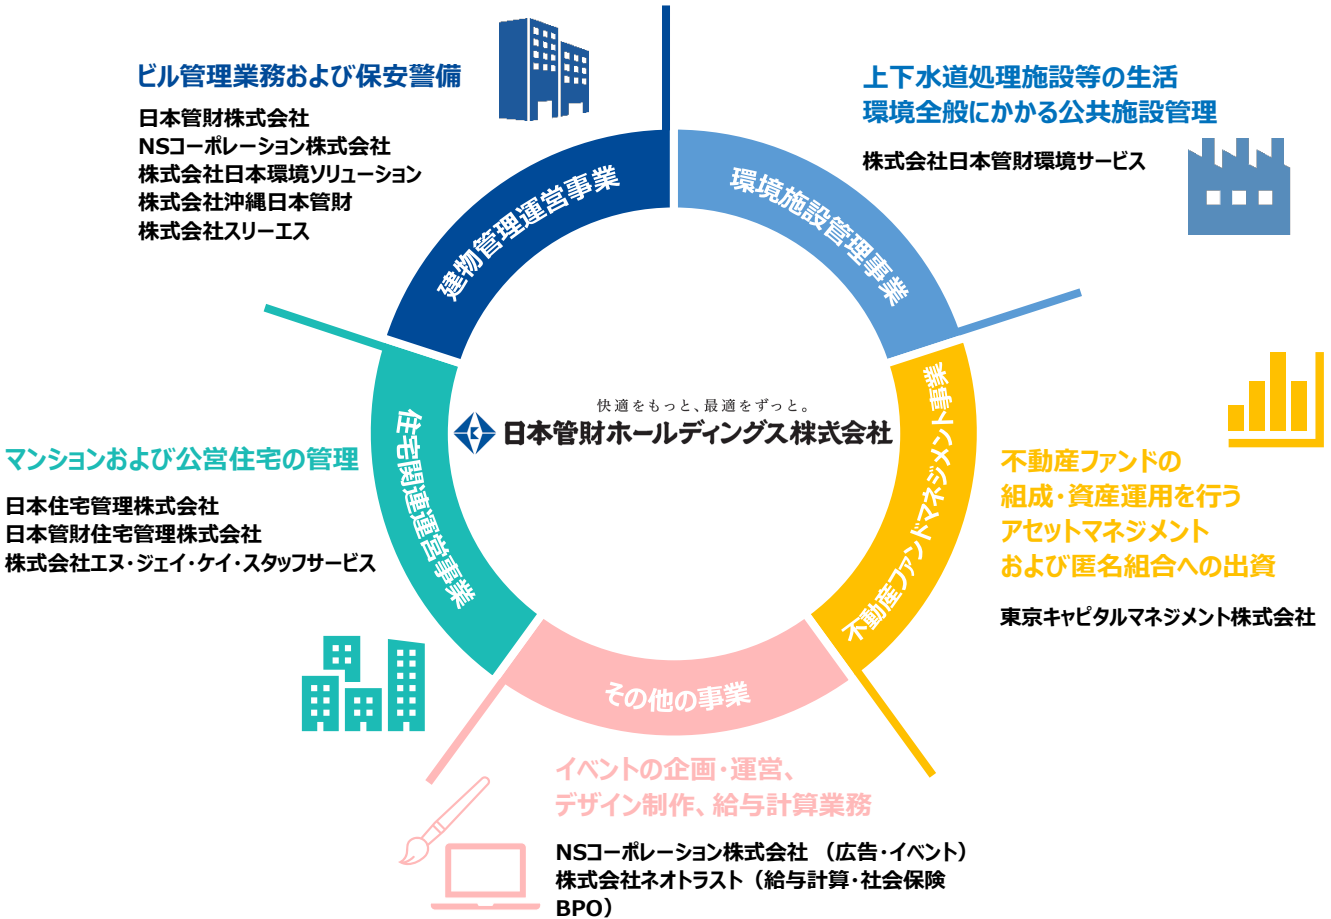 ビル管理業務および保安警備
日本管財株式会社
NSコーポレーション株式会社
株式会社日本環境ソリューション
株式会社沖縄日本管財
株式会社スリーエス
建物管理運営事業
上下水道処理施設等の生活
環境全般にかかる公共施設管理
株式会社日本管財環境サービス
環境施設管理事業
快適をもっと、最適をずっと。
日本管財ホールディングス株式会社
マンションおよび公営住宅の管理
日本住宅管理株式会社
日本管財住宅管理株式会社
株式会社エヌ・ジェイ・ケイ・スタッフサービス
住宅関連運営事業
不動産ファンドマネジメント事業
不動産ファンドの
組成・資産運用を行う
アセットマネジメント
および匿名組合への出資
東京キャピタルマネジメント株式会社
その他の事業
イベントの企画・運営、
デザイン制作、給与計算業務
NSコーポレーション株式会社 （広告・イベント）
株式会社ネオトラスト（給与計算・社会保険
BPO）